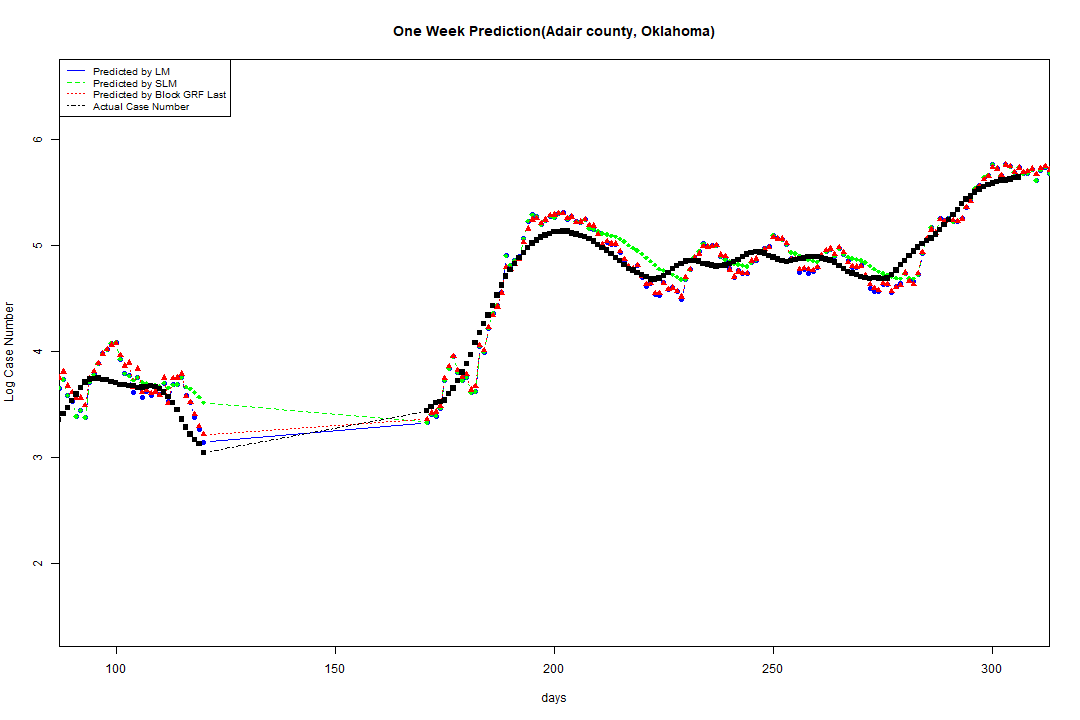 One Week Prediction(Adair county, Oklahoma)
Predicted by LM
Predicted by SLM
Predicted by Block GRF Last
Actual Case Number
6
5
4
3
2
Log Case Number
100 150 200 250 300
days